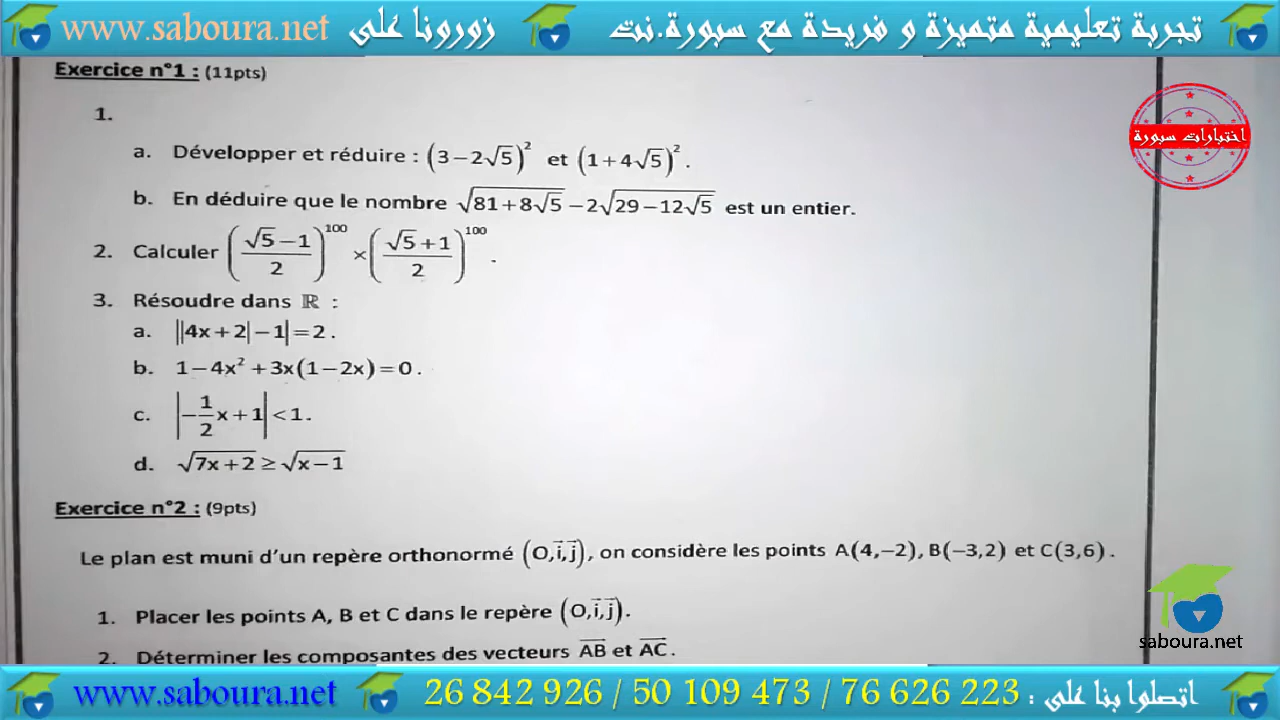 www.saboura.net تجربة تعليمية متميزة و فريدة مع سبورة.نت زورونا على
Exercice n°1 : (11pts)
اختبارات سبورة
1.
a. Développer et réduire : (3−2√5)² et (1+4√5)².
b. En déduire que le nombre √(81+8√5) − 2√(29−12√5) est un entier.
2. Calculer ((√5−1)/2)^100 × ((√5+1)/2)^100.
3. Résoudre dans ℝ :
a. ||4x+2|−1|=2.
b. 1−4x²+3x(1−2x)=0.
c. |−1/2 x+1|<1.
d. √(7x+2) ≥ √(x−1)
Exercice n°2 : (9pts)
Le plan est muni d’un repère orthonormé (O,i⃗,j⃗), on considère les points A(4,−2), B(−3,2) et C(3,6).
1. Placer les points A, B et C dans le repère (O,i⃗,j⃗).
saboura.net
2. Déterminer les composantes des vecteurs AB⃗ et AC⃗.
www.saboura.net 26 842 926 / 50 109 473 / 76 626 223 : اتصلوا بنا على